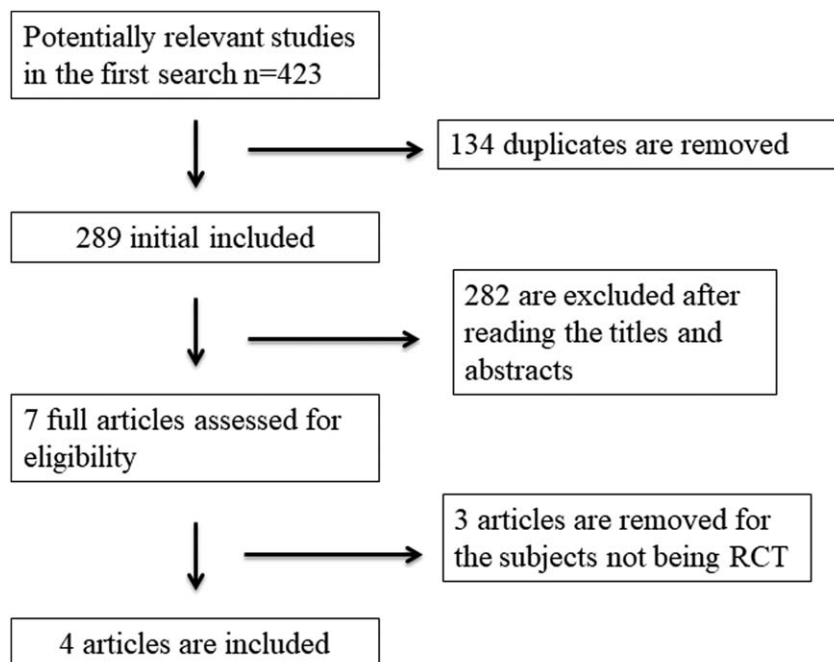 Potentially relevant studies
in the first search n=423
134 duplicates are removed
289 initial included
282 are excluded after
reading the titles and
abstracts
7 full articles assessed for
eligibility
3 articles are removed for
the subjects not being RCT
4 articles are included